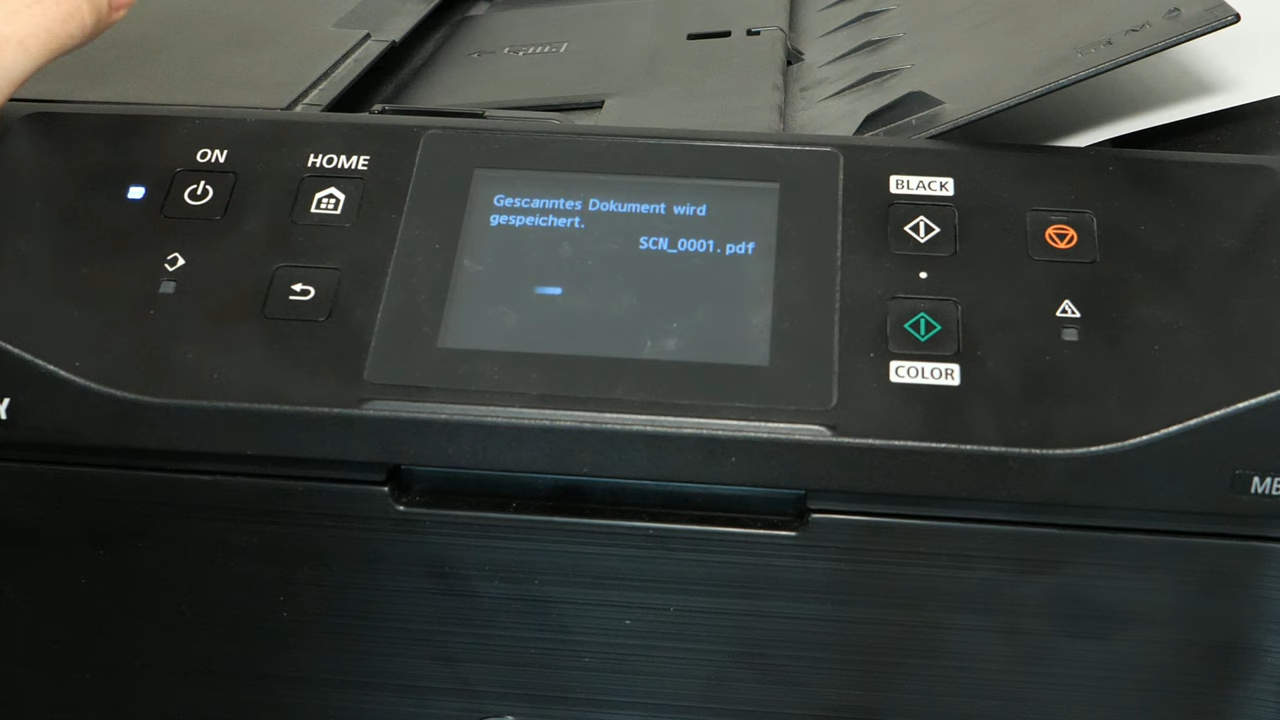 ON
HOME
Gescanntes Dokument wird
gespeichert.
SCN_0001.pdf
BLACK
COLOR